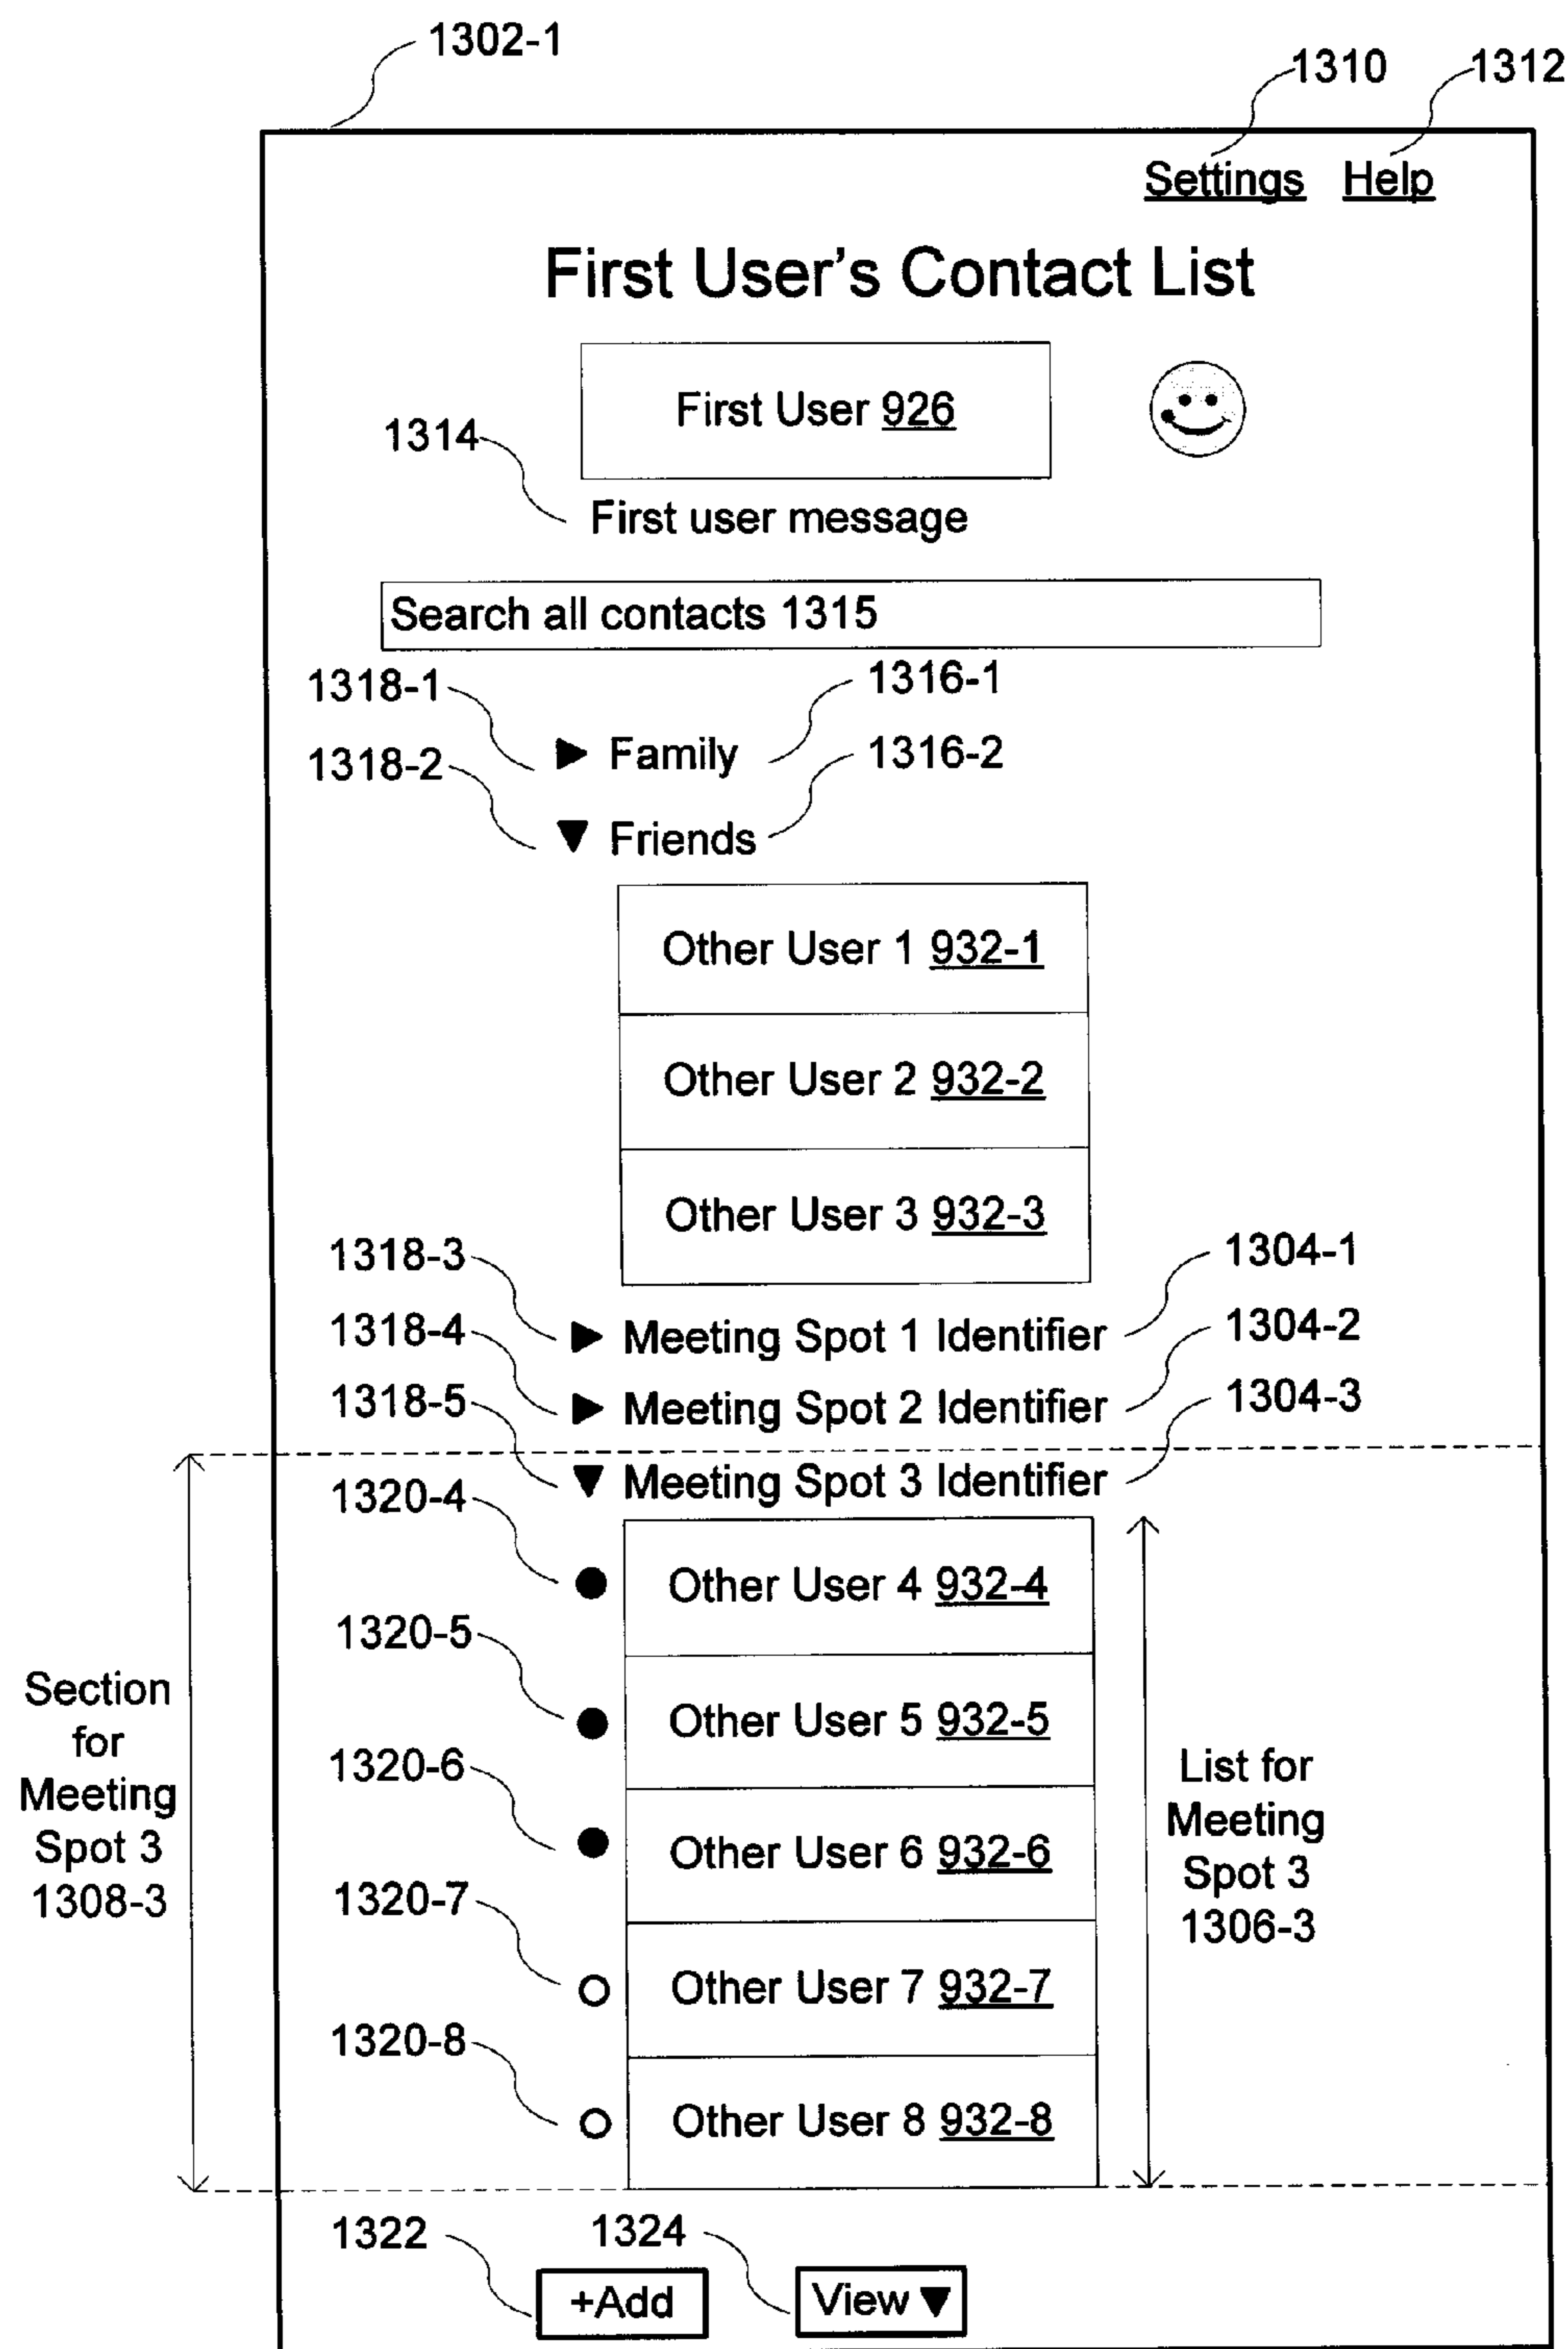 1302-1
1310
1312
Settings Help
First User's Contact List
First User 926
1314
First user message
Search all contacts 1315
1318-1
1316-1
Family
1318-2
1316-2
Friends
Other User 1 932-1
Other User 2 932-2
Other User 3 932-3
1318-3
1304-1
Meeting Spot 1 Identifier
1318-4
1304-2
Meeting Spot 2 Identifier
1318-5
1304-3
Meeting Spot 3 Identifier
1320-4
Other User 4 932-4
1320-5
Other User 5 932-5
1320-6
Other User 6 932-6
1320-7
Other User 7 932-7
1320-8
Other User 8 932-8
Section
for
Meeting
Spot 3
1308-3
List for
Meeting
Spot 3
1306-3
1322
1324
+Add
View